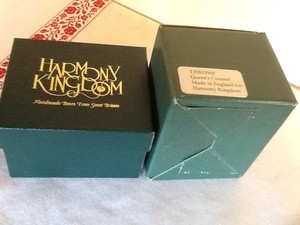 HARMONY
KINGDOM
Handmade Boxes From Great Britain
Queen's Counsel
Made in England for
Harmony Kingdom